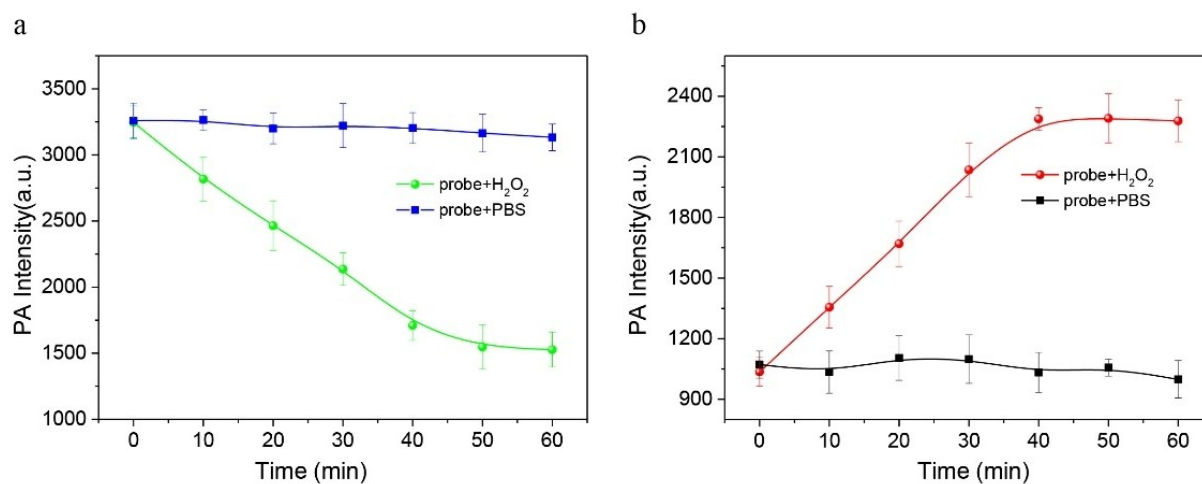 a
PA Intensity(a.u.)
3500
3000
2500
2000
1500
1000
probe+H₂O₂
probe+PBS
0 10 20 30 40 50 60
Time (min)
b
PA Intensity(a.u.)
2400
2100
1800
1500
1200
900
probe+H₂O₂
probe+PBS
0 10 20 30 40 50 60
Time (min)